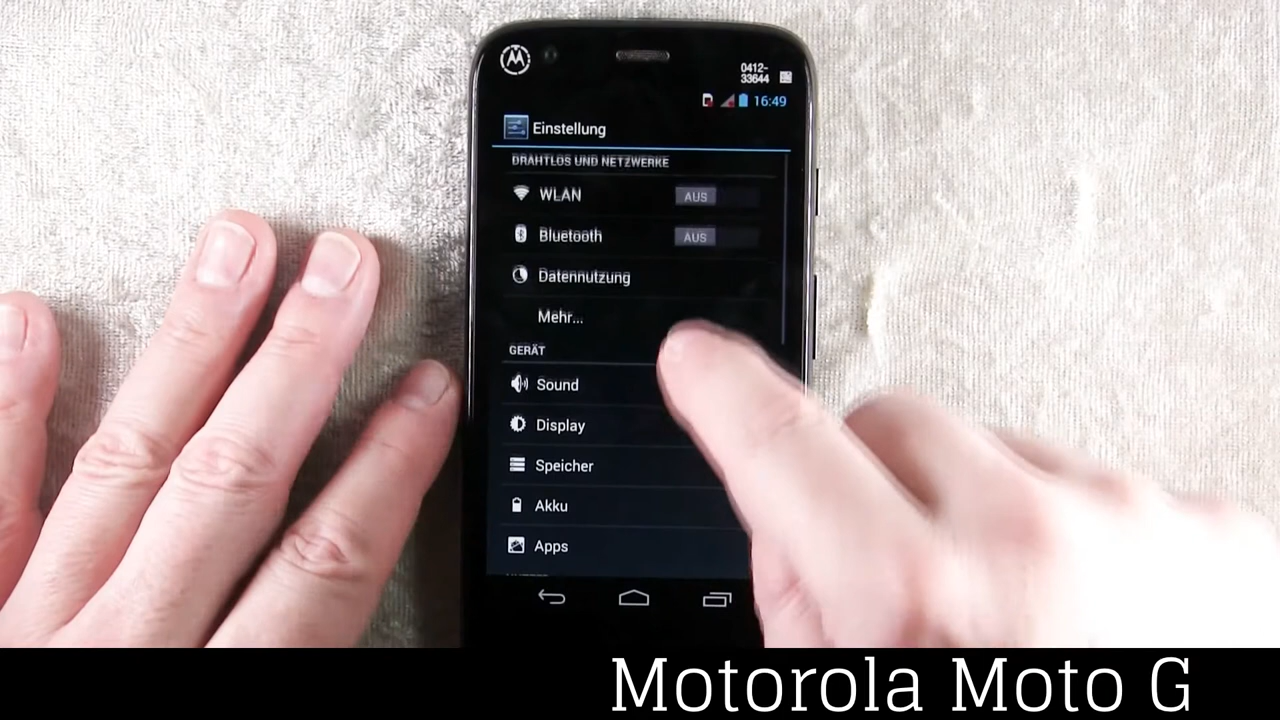 0412-
33644
16:49
Einstellung
DRAHTLOS UND NETZWERKE
WLAN AUS
Bluetooth AUS
Datennutzung
Mehr...
GERÄT
Sound
Display
Speicher
Akku
Apps
Motorola Moto G